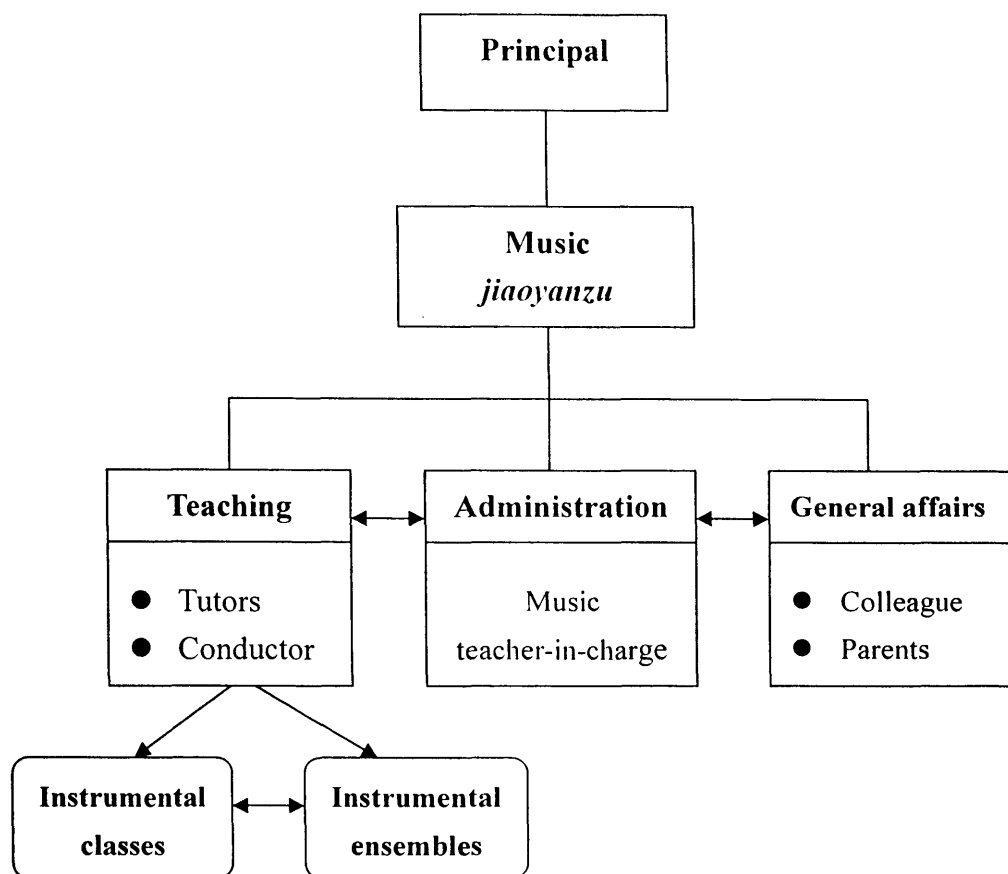 Principal
Music
jiaoyanzu
Teaching
● Tutors
● Conductor
Administration
Music
teacher-in-charge
General affairs
● Colleague
● Parents
Instrumental
classes
Instrumental
ensembles